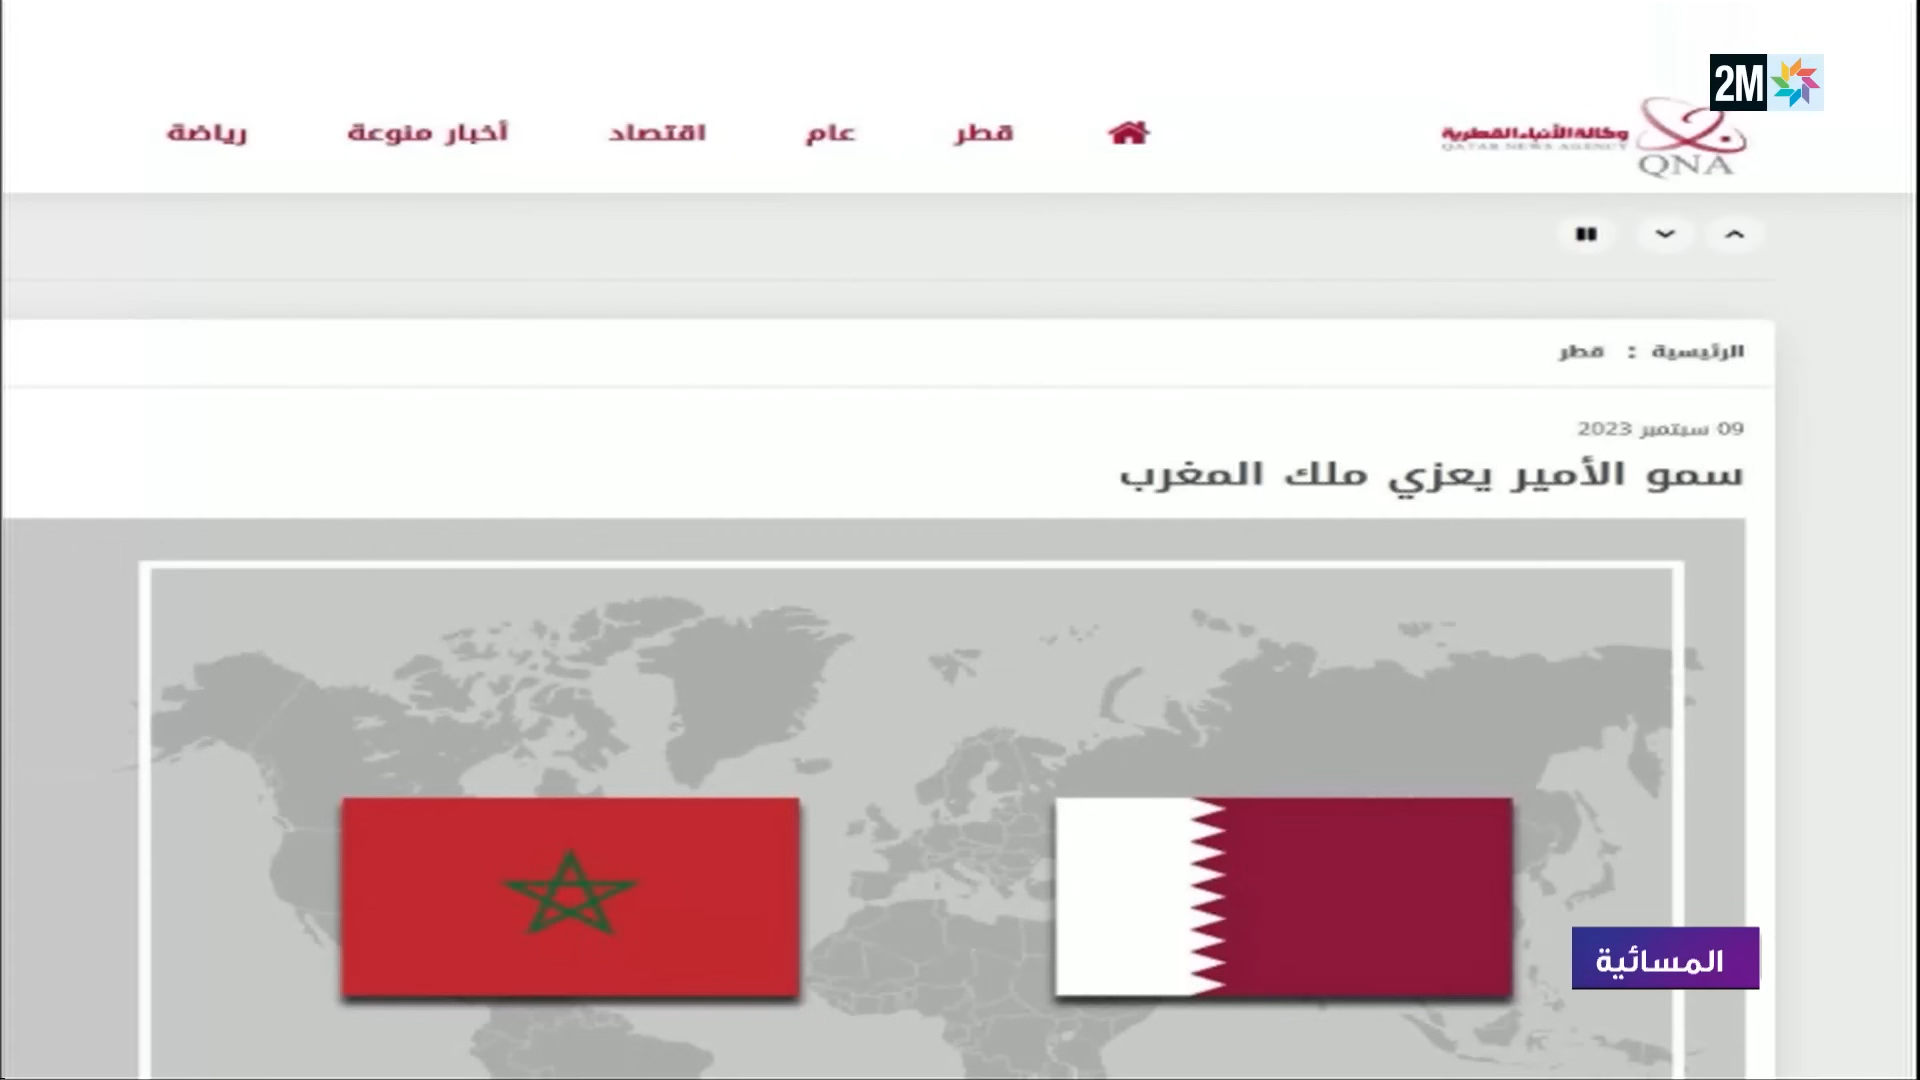 2M
وكالة الأنباء القطرية
QATAR NEWS AGENCY
QNA
قطر
عام
اقتصاد
أخبار منوعة
رياضة
الرئيسية : قطر
09 سبتمبر 2023
سمو الأمير يعزي ملك المغرب
المسائية